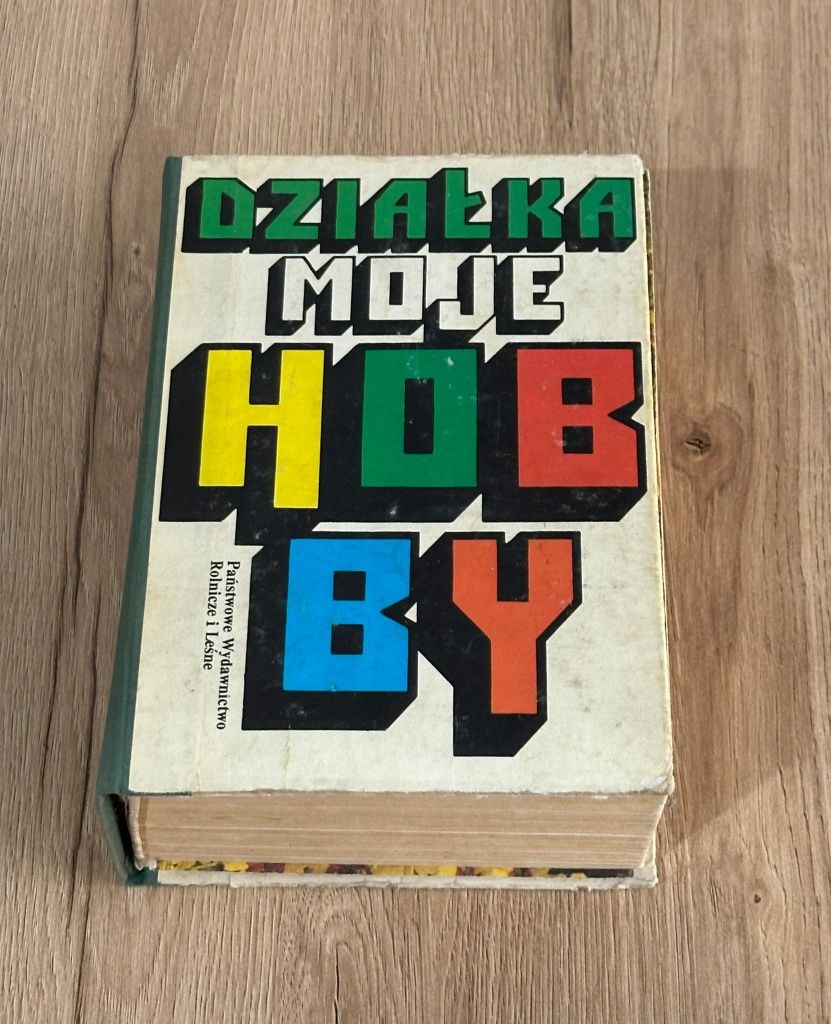 DZIAŁKA
MOJE
HOB
BY
Państwowe Wydawnictwo
Rolnicze i Leśne